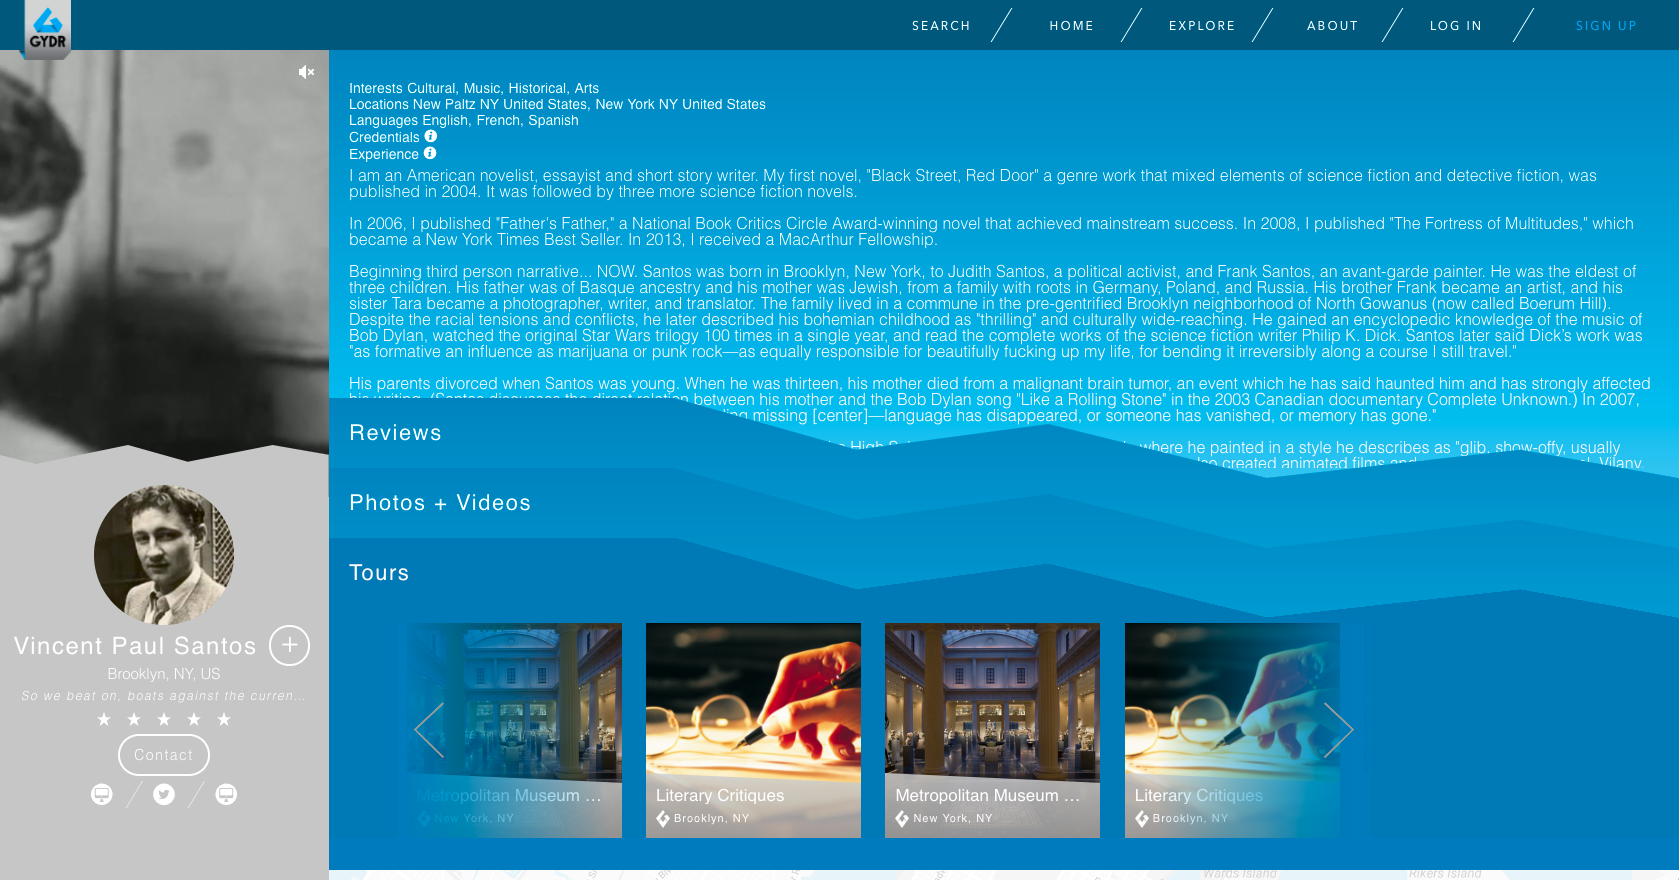 GYDR
SEARCH
HOME
EXPLORE
ABOUT
LOG IN
SIGN UP
Interests Cultural, Music, Historical, Arts
Locations New Paltz NY United States, New York NY United States
Languages English, French, Spanish
Credentials
Experience
I am an American novelist, essayist and short story writer. My first novel, "Black Street, Red Door" a genre work that mixed elements of science fiction and detective fiction, was
published in 2004. It was followed by three more science fiction novels.
In 2006, I published "Father's Father," a National Book Critics Circle Award-winning novel that achieved mainstream success. In 2008, I published "The Fortress of Multitudes," which
became a New York Times Best Seller. In 2013, I received a MacArthur Fellowship.
Beginning third person narrative... NOW. Santos was born in Brooklyn, New York, to Judith Santos, a political activist, and Frank Santos, an avant-garde painter. He was the eldest of
three children. His father was of Basque ancestry and his mother was Jewish, from a family with roots in Germany, Poland, and Russia. His brother Frank became an artist, and his
sister Tara became a photographer, writer, and translator. The family lived in a commune in the pre-gentrified Brooklyn neighborhood of North Gowanus (now called Boerum Hill).
Despite the racial tensions and conflicts, he later described his bohemian childhood as "thrilling" and culturally wide-reaching. He gained an encyclopedic knowledge of the music of
Bob Dylan, watched the original Star Wars trilogy 100 times in a single year, and read the complete works of the science fiction writer Philip K. Dick. Santos later said Dick's work was
"as formative an influence as marijuana or punk rock—as equally responsible for beautifully fucking up my life, for bending it irreversibly along a course I still travel."
His parents divorced when Santos was young. When he was thirteen, his mother died from a malignant brain tumor, an event which he has said haunted him and has strongly affected
his writing. (Santos discusses the direct relation between his mother and the Bob Dylan song "Like a Rolling Stone" in the 2003 Canadian documentary Complete Unknown.) In 2007,
missing [center]—language has disappeared, or someone has vanished, or memory has gone."
High where he painted in a style he describes as "glib, show-offy, usually
also created animated films and Vilany
Reviews
Photos + Videos
Tours
Vincent Paul Santos
Brooklyn, NY, US
So we beat on, boats against the curren...
Contact
Metropolitan Museum ...
New York, NY
Literary Critiques
Brooklyn, NY
Metropolitan Museum ...
New York, NY
Literary Critiques
Brooklyn, NY
Wards Island
Rikers Island